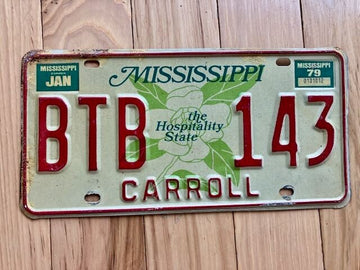 MISSISSIPPI
JAN
MISSISSIPPI
MISSISSIPPI
79
BTB 143
the
Hospitality
State
CARROLL